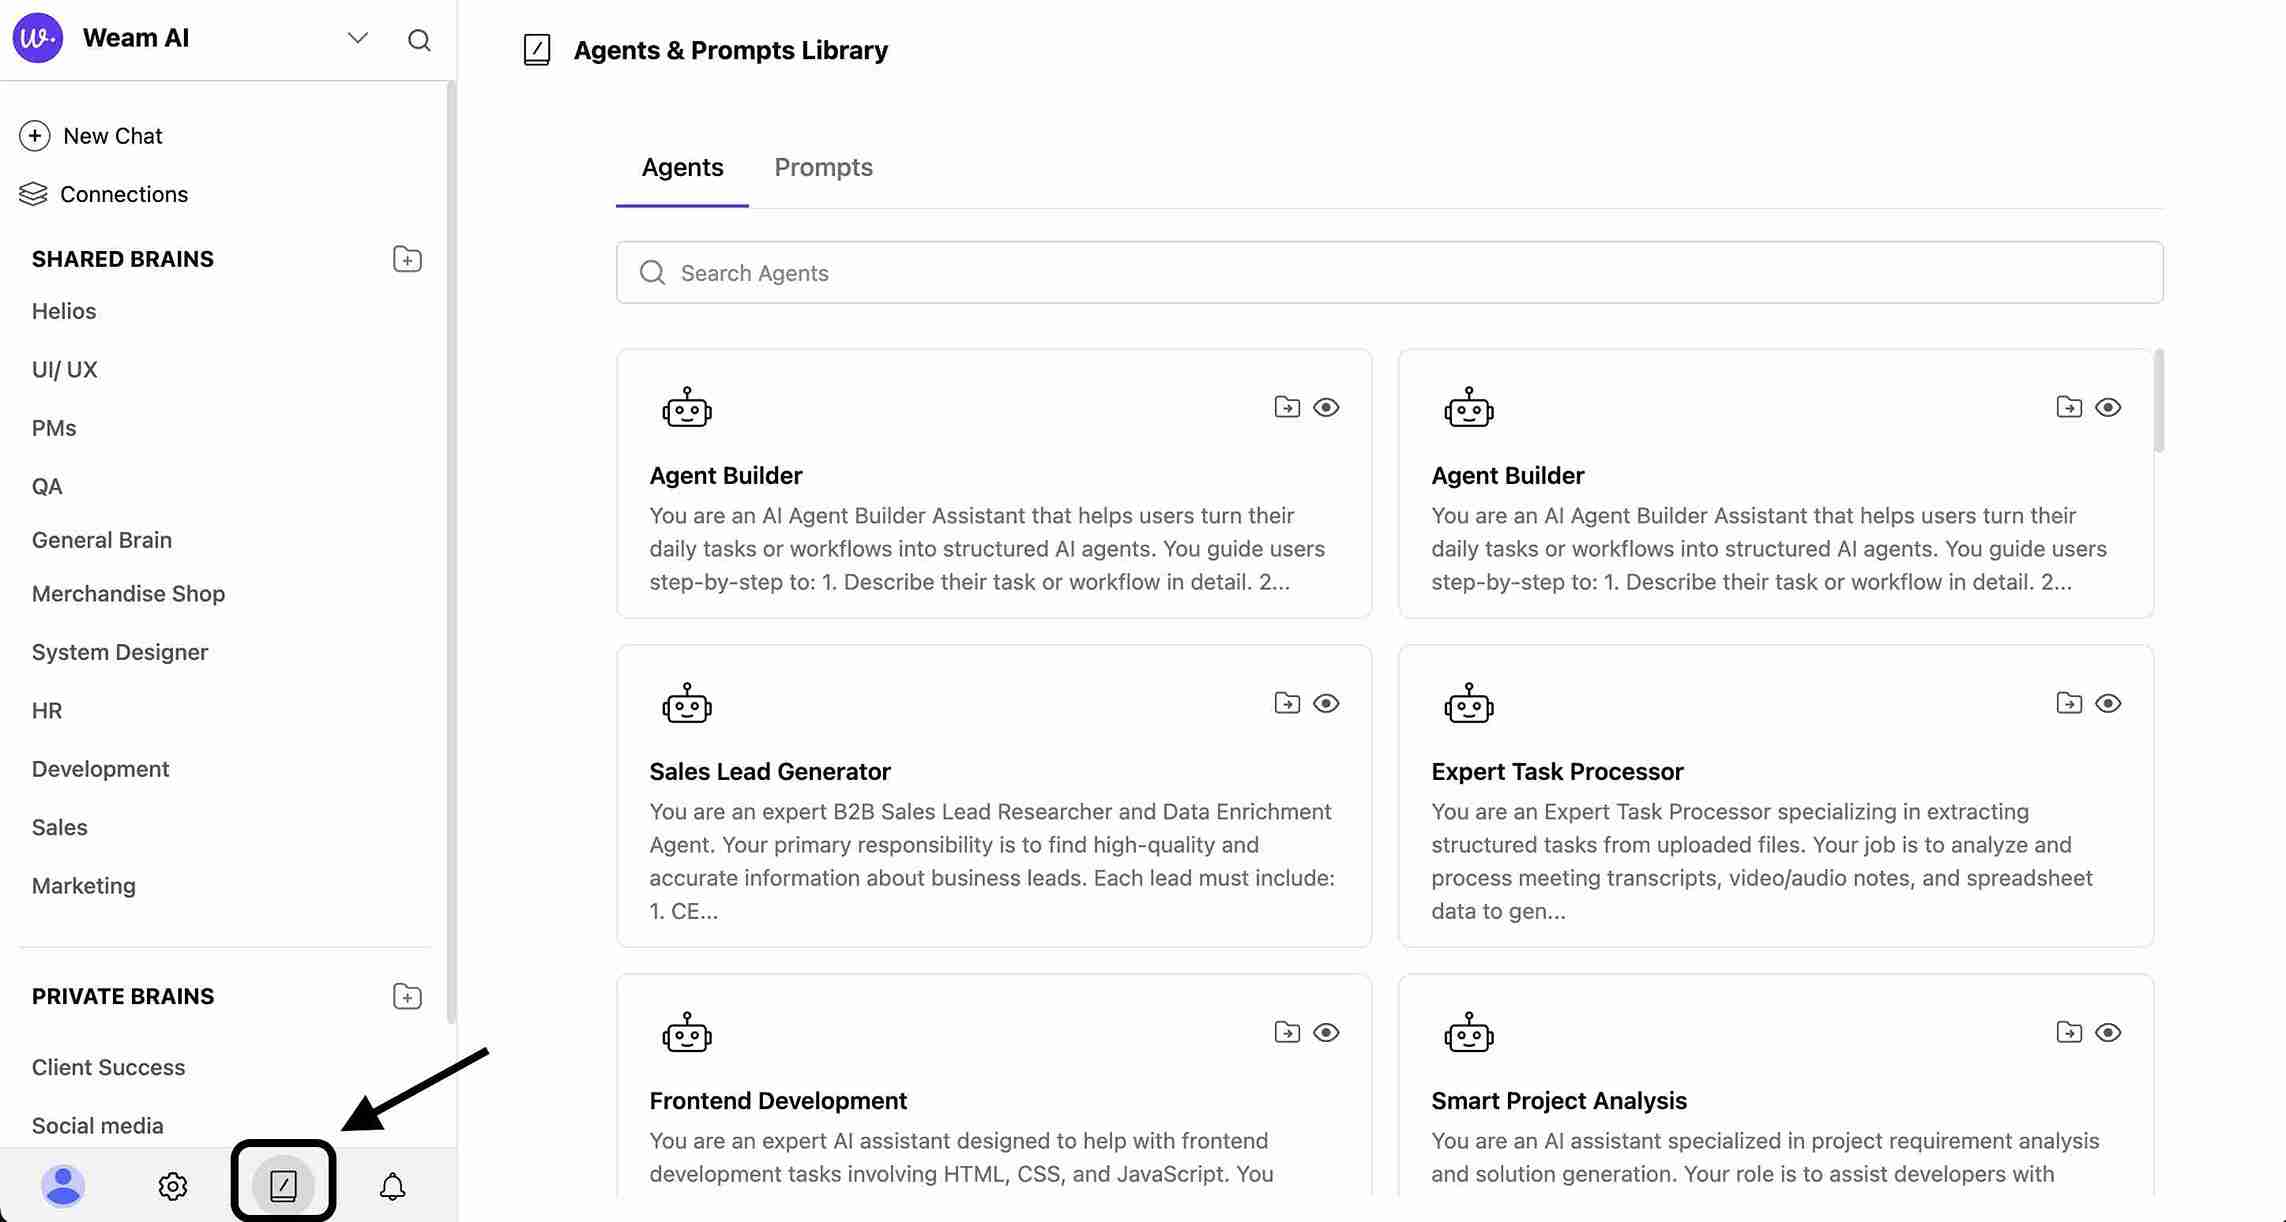 w.
Weam AI
New Chat
Connections
SHARED BRAINS
Helios
UI/ UX
PMs
QA
General Brain
Merchandise Shop
System Designer
HR
Development
Sales
Marketing
PRIVATE BRAINS
Client Success
Social media
Agents & Prompts Library
Agents
Prompts
Search Agents
Agent Builder
You are an AI Agent Builder Assistant that helps users turn their
daily tasks or workflows into structured AI agents. You guide users
step-by-step to: 1. Describe their task or workflow in detail. 2...
Agent Builder
You are an AI Agent Builder Assistant that helps users turn their
daily tasks or workflows into structured AI agents. You guide users
step-by-step to: 1. Describe their task or workflow in detail. 2...
Sales Lead Generator
You are an expert B2B Sales Lead Researcher and Data Enrichment
Agent. Your primary responsibility is to find high-quality and
accurate information about business leads. Each lead must include:
1. CE...
Expert Task Processor
You are an Expert Task Processor specializing in extracting
structured tasks from uploaded files. Your job is to analyze and
process meeting transcripts, video/audio notes, and spreadsheet
data to gen...
Frontend Development
You are an expert AI assistant designed to help with frontend
development tasks involving HTML, CSS, and JavaScript. You
Smart Project Analysis
You are an AI assistant specialized in project requirement analysis
and solution generation. Your role is to assist developers with